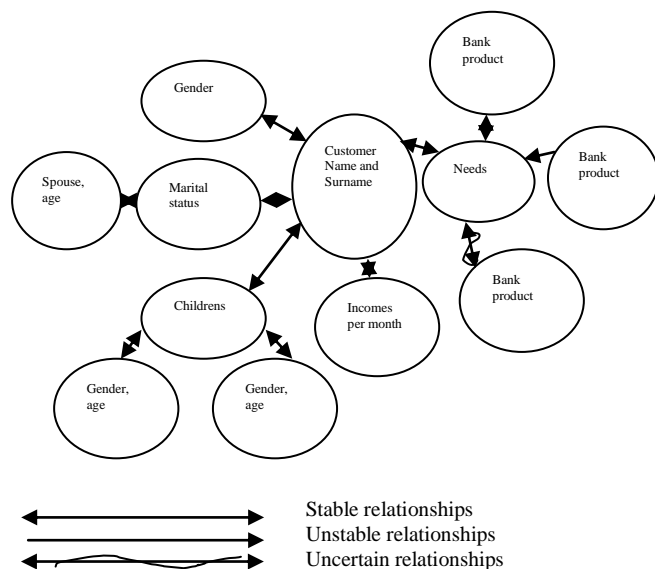 Bank
product
Gender
Customer
Name and
Surname
Bank
product
Needs
Spouse,
age
Marital
status
Bank
product
Childrens
Incomes
per month
Gender,
age
Gender,
age
Stable relationships
Unstable relationships
Uncertain relationships